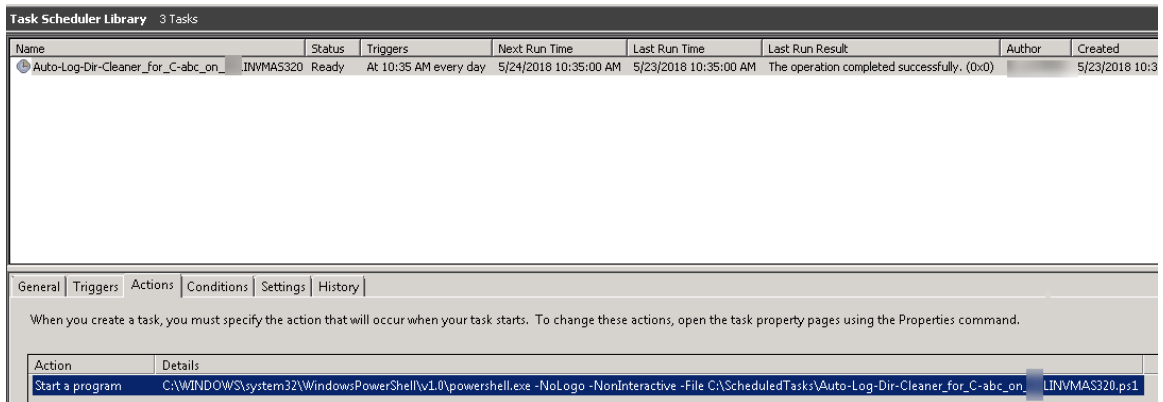 Task Scheduler Library 3 Tasks
Name Status Triggers Next Run Time Last Run Time Last Run Result Author Created
Auto-Log-Dir-Cleaner_for_C-abc_on_ INVMAS320 Ready At 10:35 AM every day 5/24/2018 10:35:00 AM 5/23/2018 10:35:00 AM The operation completed successfully. (0x0) 5/23/2018 10:3
General Triggers Actions Conditions Settings History
When you create a task, you must specify the action that will occur when your task starts. To change these actions, open the task property pages using the Properties command.
Action Details
Start a program C:\WINDOWS\system32\WindowsPowerShell\v1.0\powershell.exe -NoLogo -NonInteractive -File C:\ScheduledTasks\Auto-Log-Dir-Cleaner_for_C-abc_on_ LINVMAS320.ps1